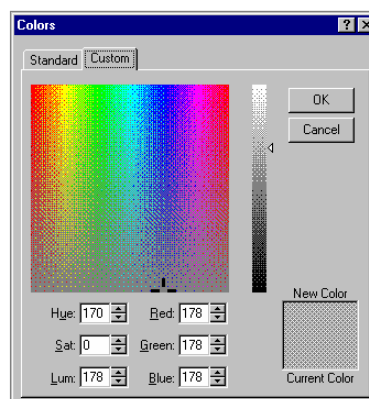 Colors
Standard Custom
OK
Cancel
New Color
Hue: 170 Red: 178
Sat: 0 Green: 178
Lum: 178 Blue: 178
Current Color